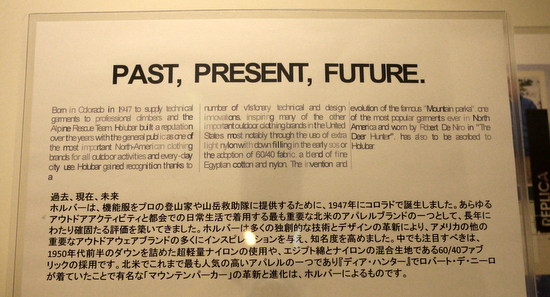 PAST, PRESENT, FUTURE.
Born in Colorado in 1947 to supply technical
garments to professional climbers and the
Alpine Rescue Team. Holubar built a reputation
over the years with the general public as one of
the most important North-American clothing
brands for all outdoor activities and every-day
city use. Holubar gained recognition thanks to
a
number of visionary technical and design
innovations, inspiring many of the other
important outdoor clothing brands in the United
States most notably through the use of extra
light nylon with down filling in the early 50s or
the adoption of 60/40 fabric, a blend of fine
Egyptian cotton and nylon. The invention and
evolution of the famous "Mountain parka", one
of the most popular garments ever in North
America and worn by Robert De Niro in "The
Deer Hunter", has also to be ascribed to
Holubar
過去、現在、未来
ホルバーは、機能服をプロの登山家や山岳救助隊に提供するために、1947年にコロラドで誕生しました。あらゆる
アウトドアアクティビティと都会での日常生活で着用する最も重要な北米のアパレルブランドの一つとして、長年に
わたり確固たる評価を築いてきました。ホルバーは多くの独創的な技術とデザインの革新により、アメリカの他の
重要なアウトドアウェアブランドの多くにインスピレーションを与え、知名度を高めました。中でも注目すべきは、
1950年代前半のダウンを詰めた超軽量ナイロンの使用や、エジプト綿とナイロンの混合生地である60/40ファブ
リックの採用です。北米でこれまで最も人気の高いアパレルの一つであり『ディア・ハンター』でロバート・デ・ニーロ
が着ていたことで有名な「マウンテンパーカー」の革新と進化は、ホルバーによるものです。
REPLICA